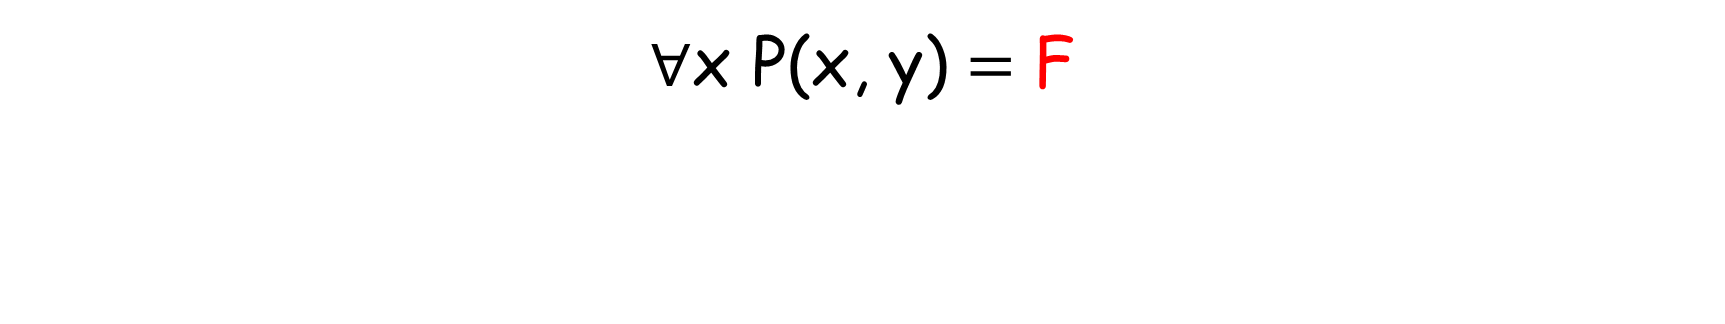 ∀x P(x, y) = F